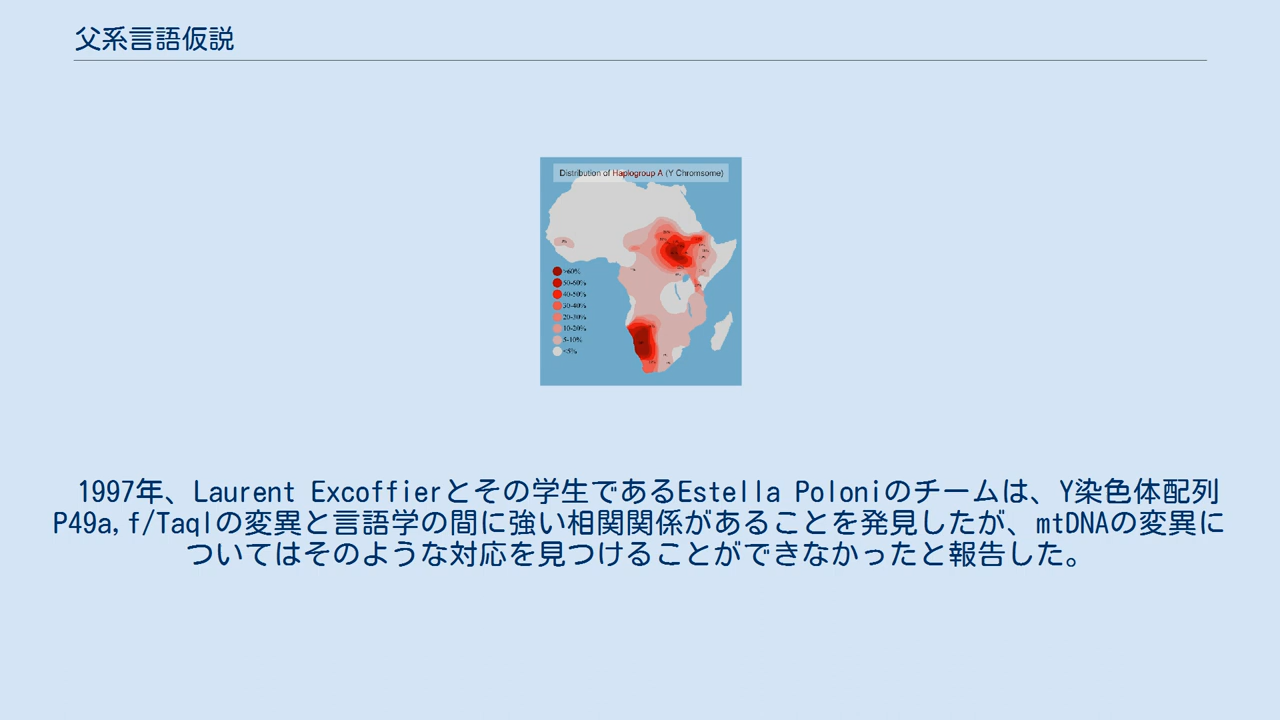 父系言語仮説
Distribution of Haplogroup A (Y Chromsome)
>60%
50-60%
40-50%
30-40%
20-30%
10-20%
5-10%
<5%
1997年、Laurent Excoffierとその学生であるEstella Poloniのチームは、Y染色体配列
P49a,f/Taqlの変異と言語学の間に強い相関関係があることを発見したが、mtDNAの変異に
ついてはそのような対応を見つけることができなかったと報告した。